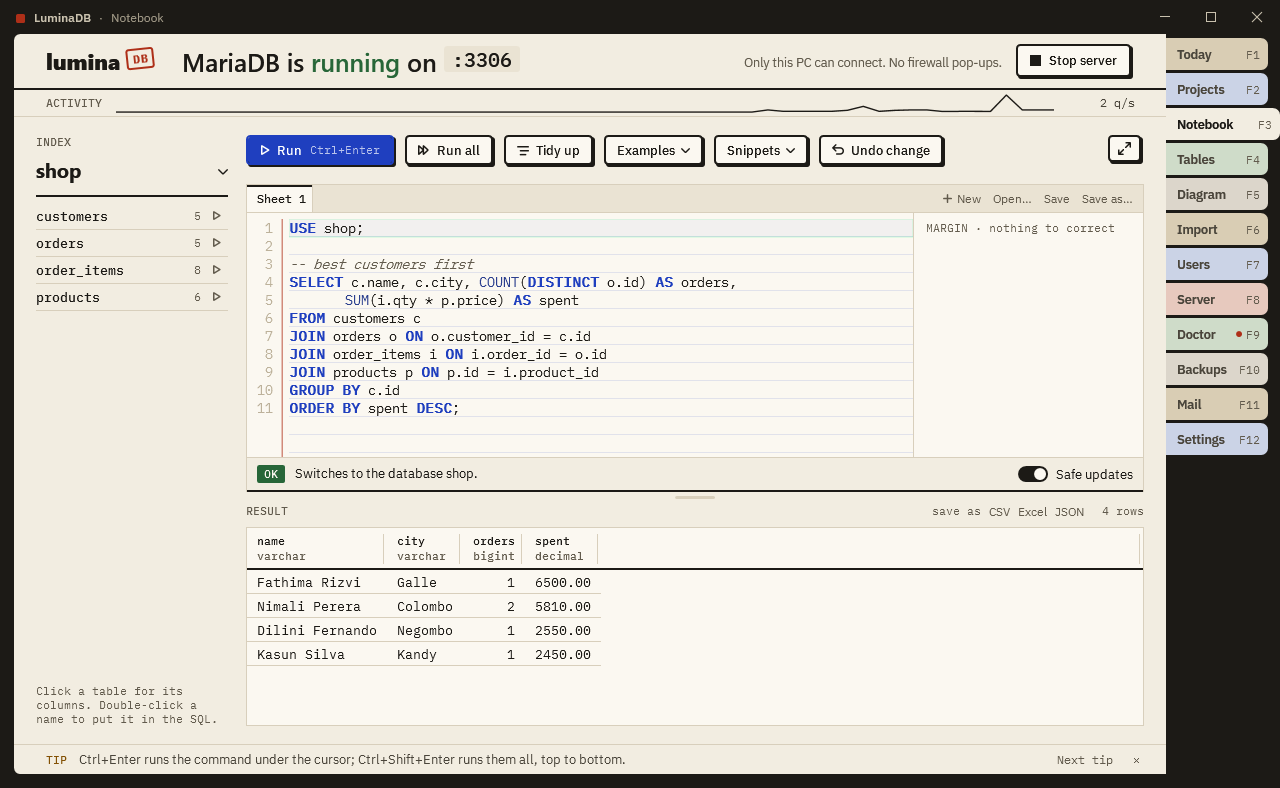 LuminaDB · Notebook
lumina DB
MariaDB is running on :3306
Only this PC can connect. No firewall pop-ups.
Stop server
ACTIVITY
2 q/s
Today F1
Projects F2
Notebook F3
Tables F4
Diagram F5
Import F6
Users F7
Server F8
Doctor F9
Backups F10
Mail F11
Settings F12
INDEX
shop
customers 5
orders 5
order_items 8
products 6
Click a table for its
columns. Double-click a
name to put it in the SQL.
Run Ctrl+Enter
Run all
Tidy up
Examples
Snippets
Undo change
Sheet 1
+ New Open… Save Save as…
1 USE shop;
2
3 -- best customers first
4 SELECT c.name, c.city, COUNT(DISTINCT o.id) AS orders,
5 SUM(i.qty * p.price) AS spent
6 FROM customers c
7 JOIN orders o ON o.customer_id = c.id
8 JOIN order_items i ON i.order_id = o.id
9 JOIN products p ON p.id = i.product_id
10 GROUP BY c.id
11 ORDER BY spent DESC;
MARGIN · nothing to correct
OK Switches to the database shop.
Safe updates
RESULT
save as CSV Excel JSON 4 rows
name city orders spent
varchar varchar bigint decimal
Fathima Rizvi Galle 1 6500.00
Nimali Perera Colombo 2 5810.00
Dilini Fernando Negombo 1 2550.00
Kasun Silva Kandy 1 2450.00
TIP Ctrl+Enter runs the command under the cursor; Ctrl+Shift+Enter runs them all, top to bottom.
Next tip ×